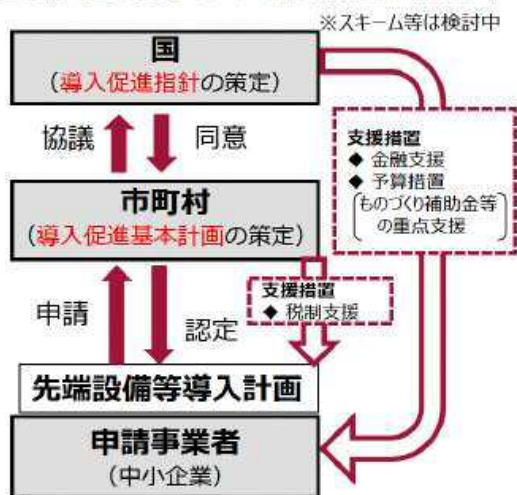 ※スキーム等は検討中
国
（導入促進指針の策定）
協議
同意
支援措置
◆ 金融支援
◆ 予算措置
ものづくり補助金等
の重点支援
市町村
（導入促進基本計画の策定）
申請
認定
支援措置
◆ 税制支援
先端設備等導入計画
申請事業者
（中小企業）